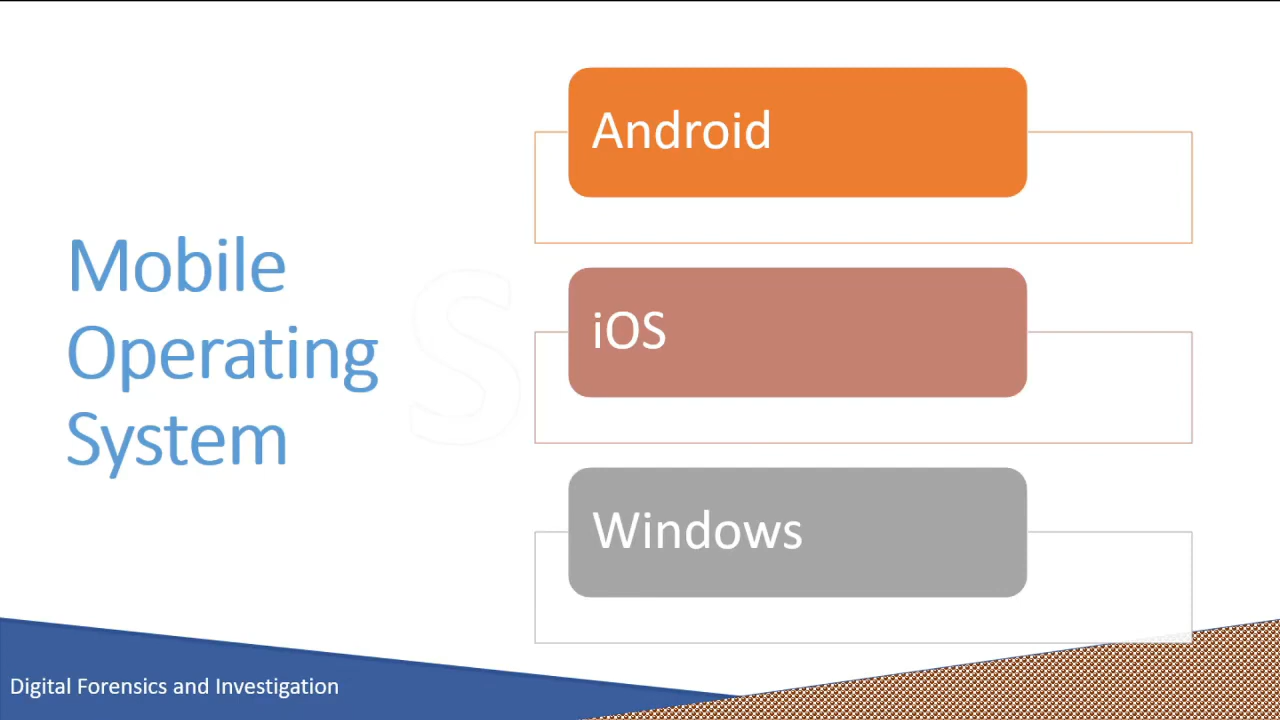 Mobile
Operating
System
Android
iOS
Windows
S
Digital Forensics and Investigation